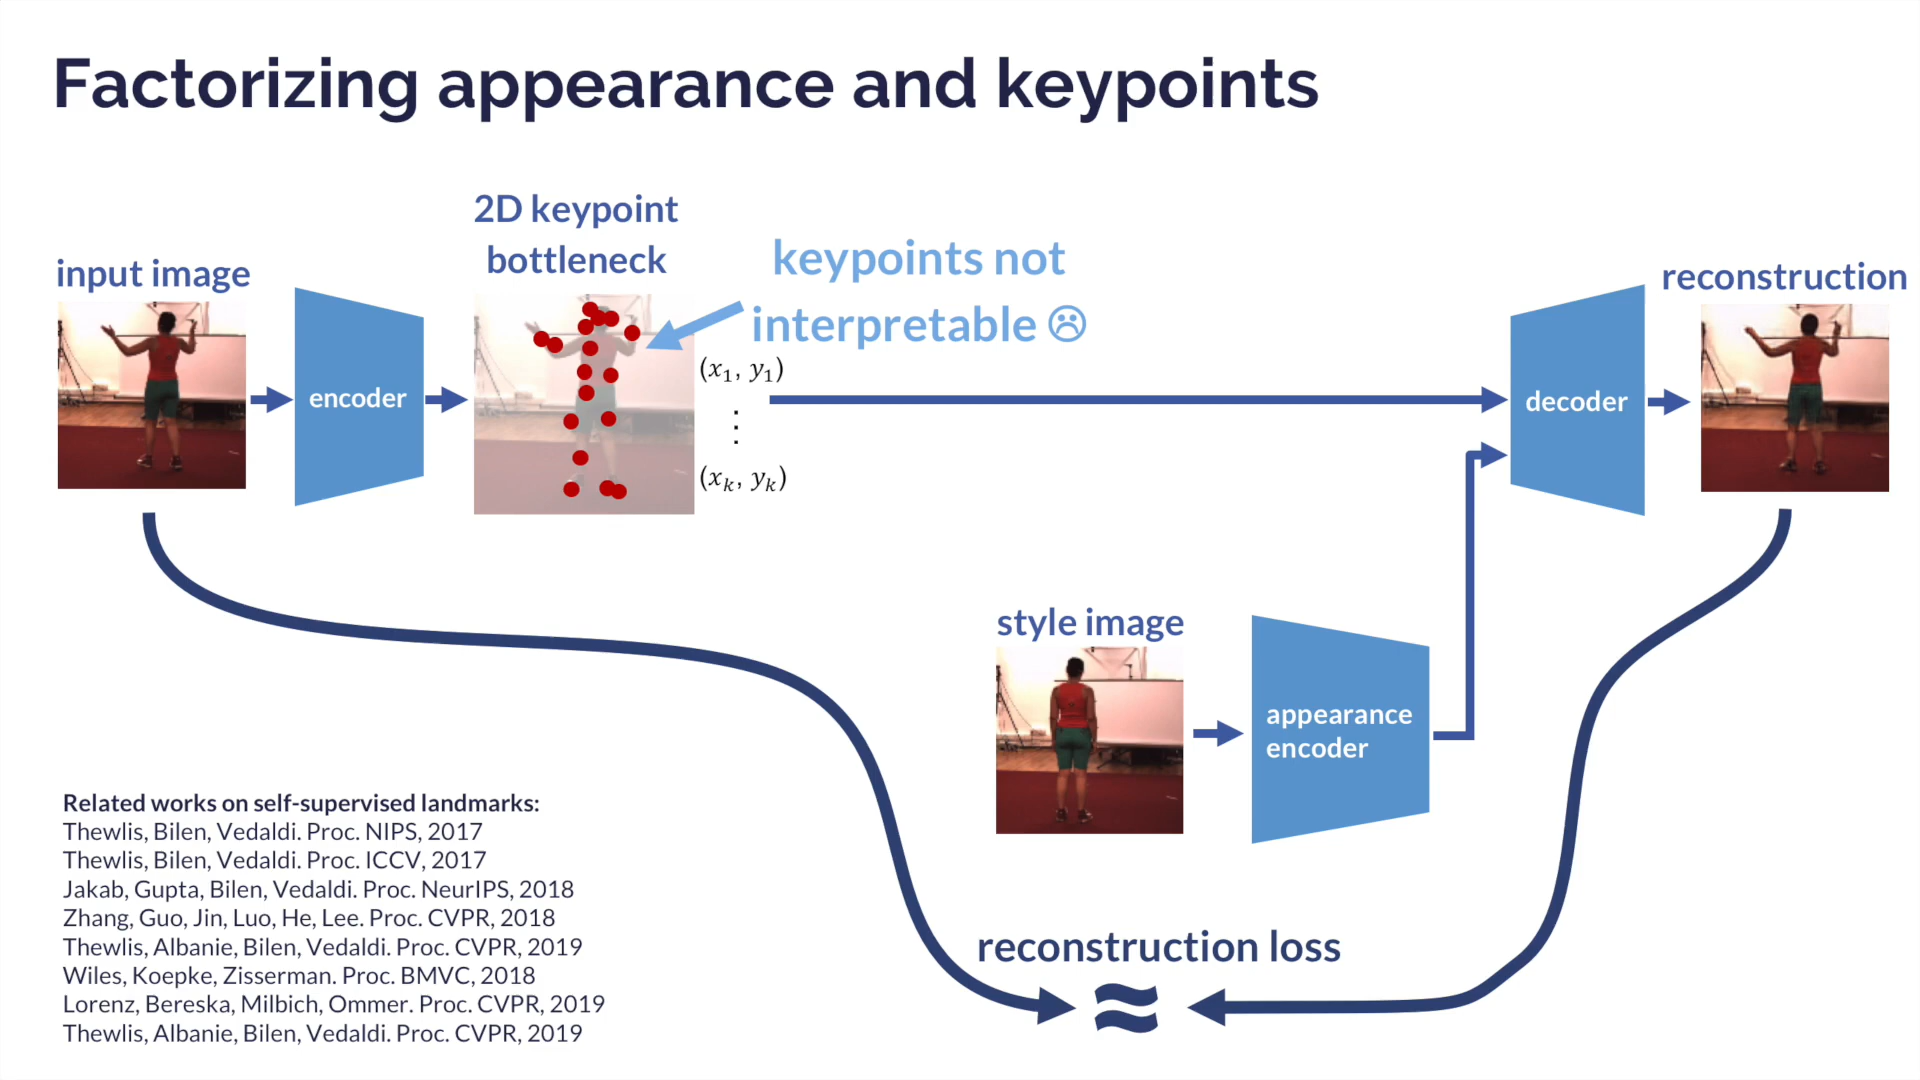 Factorizing appearance and keypoints
2D keypoint
bottleneck
keypoints not
interpretable ☹
input image
reconstruction
encoder
(x₁, y₁)
⋮
(xₖ, yₖ)
decoder
style image
appearance
encoder
Related works on self-supervised landmarks:
Thewlis, Bilen, Vedaldi. Proc. NIPS, 2017
Thewlis, Bilen, Vedaldi. Proc. ICCV, 2017
Jakab, Gupta, Bilen, Vedaldi. Proc. NeurIPS, 2018
Zhang, Guo, Jin, Luo, He, Lee. Proc. CVPR, 2018
Thewlis, Albanie, Bilen, Vedaldi. Proc. CVPR, 2019
Wiles, Koepke, Zisserman. Proc. BMVC, 2018
Lorenz, Bereska, Milbich, Ommer. Proc. CVPR, 2019
Thewlis, Albanie, Bilen, Vedaldi. Proc. CVPR, 2019
reconstruction loss
≈